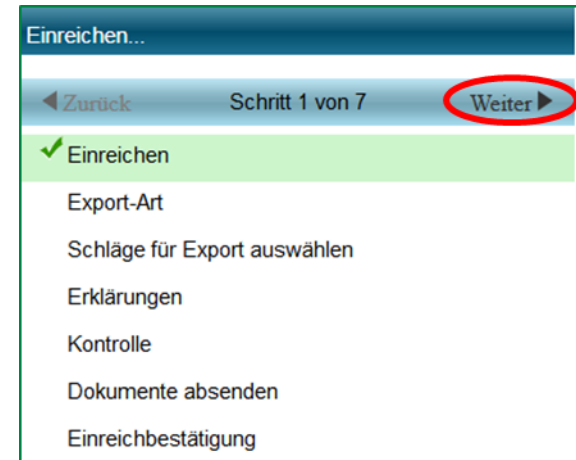 Einreichen...
Zurück Schritt 1 von 7 Weiter
Einreichen
Export-Art
Schläge für Export auswählen
Erklärungen
Kontrolle
Dokumente absenden
Einreichbestätigung